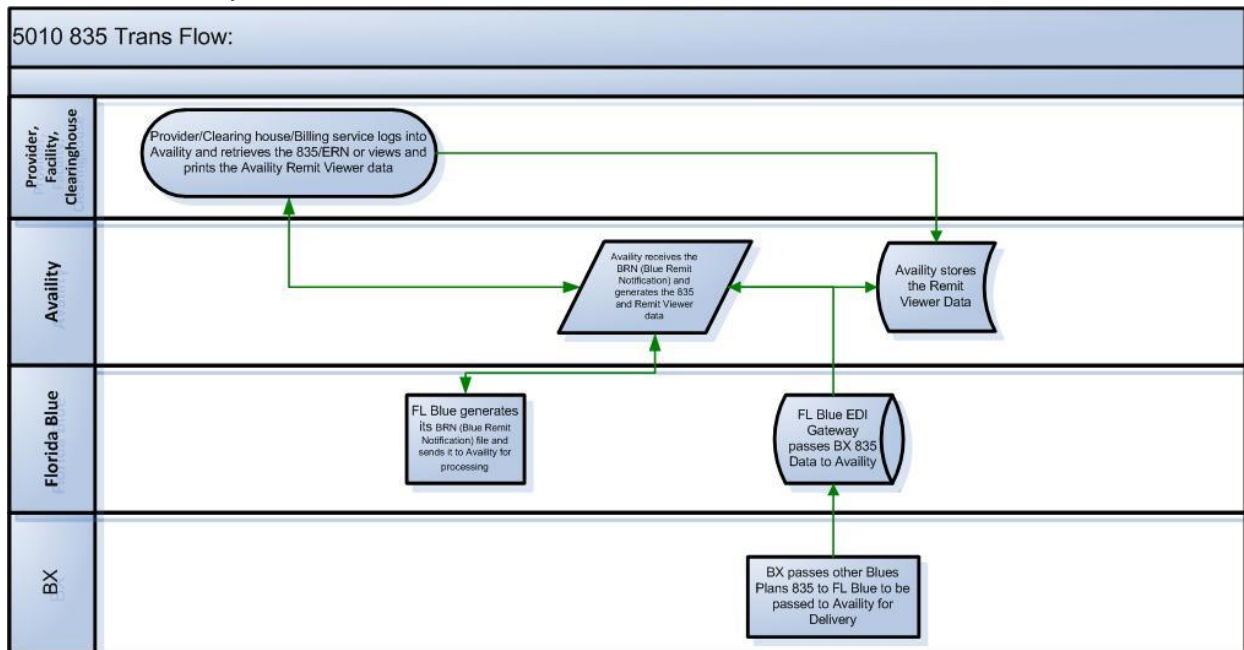 5010 835 Trans Flow:
Provider,
Facility,
Clearinghouse
Provider/Clearing house/Billing service logs into
Availity and retrieves the 835/ERN or views and
prints the Availity Remit Viewer data
Availity
Availity receives the
BRN (Blue Remit
Notification) and
generates the 835
and Remit Viewer
data
Availity stores
the Remit
Viewer Data
Florida Blue
FL Blue generates
its BRN (Blue Remit
Notification) file and
sends it to Availity for
processing
FL Blue EDI
Gateway
passes BX 835
Data to Availity
BX
BX passes other Blues
Plans 835 to FL Blue to be
passed to Availity for
Delivery